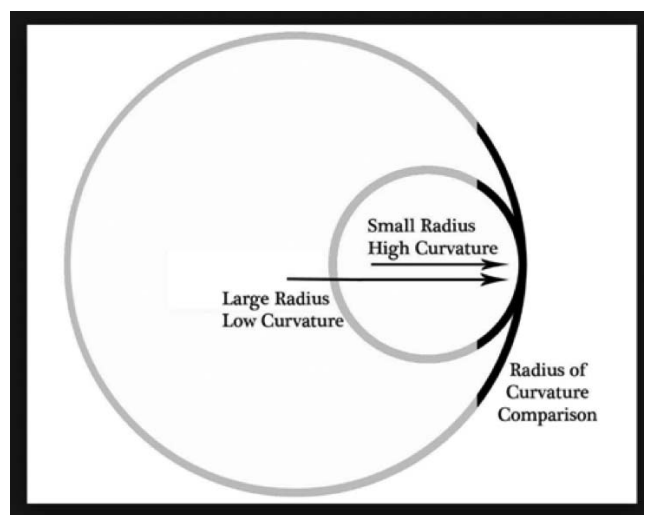 Small Radius
High Curvature
Large Radius
Low Curvature
Radius of
Curvature
Comparison